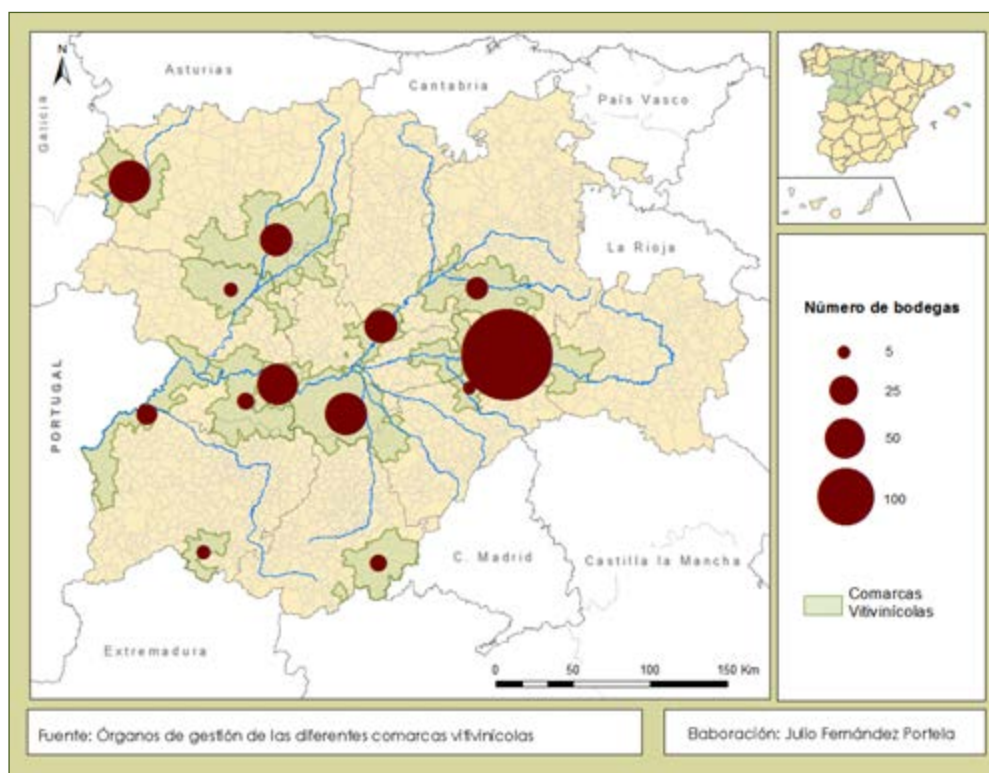 N
Asturias
Cantabria
País Vasco
Galicia
La Rioja
PORTUGAL
C. Madrid
Castilla la Mancha
Extremadura
0 50 100 150 Km
Número de bodegas
5
25
50
100
Comarcas
Vitivinícolas
Fuente: Órganos de gestión de las diferentes comarcas vitivinícolas
Elaboración: Julio Fernández Portela